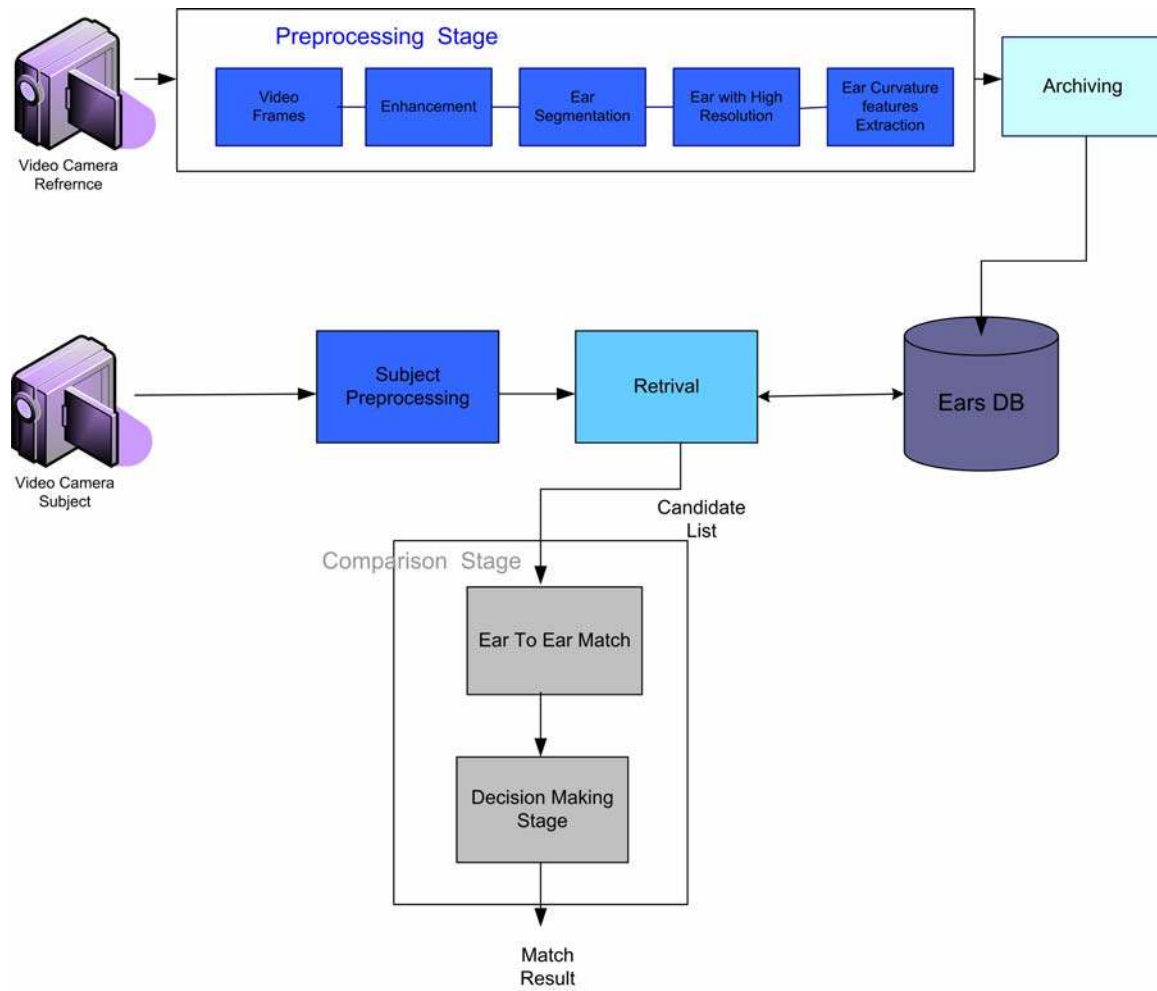 Preprocessing Stage
Video
Frames
Enhancement
Ear
Segmentation
Ear with High
Resolution
Ear Curvature
features
Extraction
Archiving
Video Camera
Refrernce
Subject
Preprocessing
Retrival
Ears DB
Video Camera
Subject
Candidate
List
Comparison Stage
Ear To Ear Match
Decision Making
Stage
Match
Result